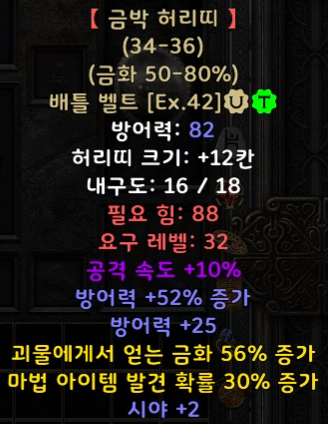 【 금박 허리띠 】
(34-36)
(금화 50-80%)
배틀 벨트 [Ex.42] U T
방어력: 82
허리띠 크기: +12칸
내구도: 16 / 18
필요 힘: 88
요구 레벨: 32
공격 속도 +10%
방어력 +52% 증가
방어력 +25
괴물에게서 얻는 금화 56% 증가
마법 아이템 발견 확률 30% 증가
시야 +2